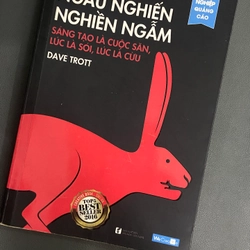 NGHIỀN NGẪM
SÁNG TẠO LÀ CUỘC SĂN,
LÚC LÀ SÓI, LÚC LÀ CỪU
DAVE TROTT
NGHIỆP
QUẢNG
CÁO
TOP 5
BEST
SELLER
2016